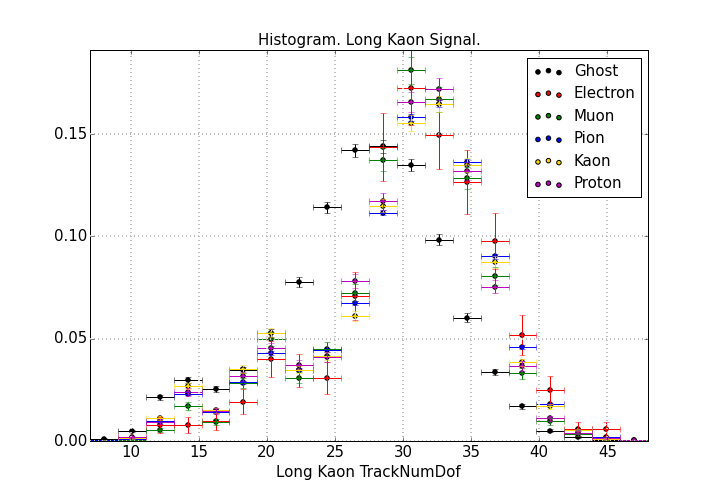 Histogram. Long Kaon Signal.
Ghost
Electron
Muon
Pion
Kaon
Proton
0.15
0.10
0.05
0.00
10 15 20 25 30 35 40 45
Long Kaon TrackNumDof